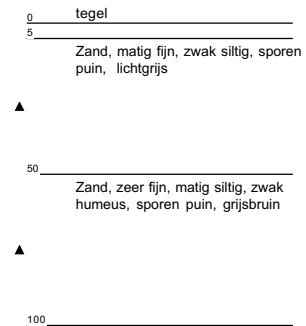 0 tegel
5
Zand, matig fijn, zwak siltig, sporen
puin, lichtgrijs
50
Zand, zeer fijn, matig siltig, zwak
humeus, sporen puin, grijsbruin
100